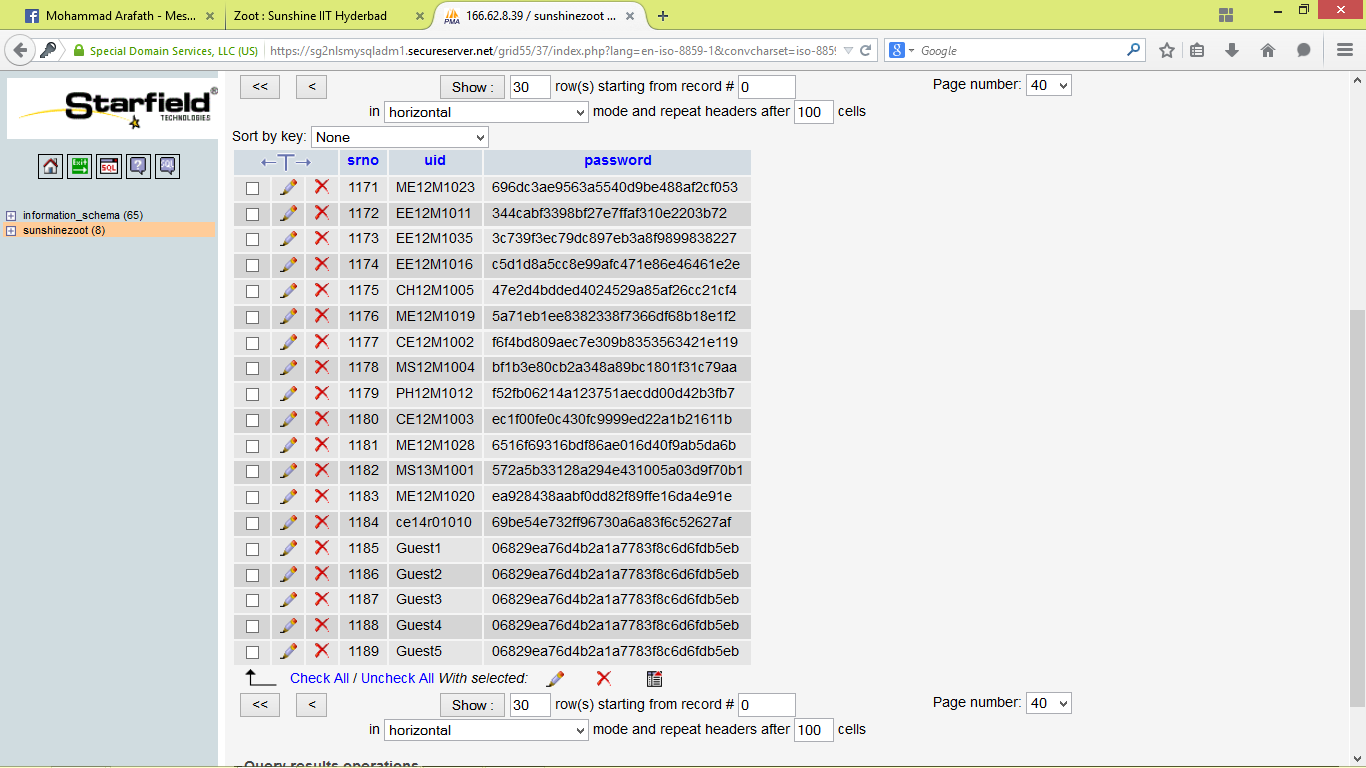 Mohammad Arafath - Mes... × Zoot : Sunshine IIT Hyderbad × PMA 166.62.8.39 / sunshinezoot ... × +
Special Domain Services, LLC (US) https://sg2nlsmysqladm1.secureserver.net/grid55/37/index.php?lang=en-iso-8859-1&convcharset=iso-8859 Google
Starfield®
TECHNOLOGIES
Exit
SQL
information_schema (65)
sunshinezoot (8)
<< < Show : 30 row(s) starting from record # 0 Page number: 40
in horizontal mode and repeat headers after 100 cells
Sort by key: None
←T→ srno uid password
1171 ME12M1023 696dc3ae9563a5540d9be488af2cf053
1172 EE12M1011 344cabf3398bf27e7ffaf310e2203b72
1173 EE12M1035 3c739f3ec79dc897eb3a8f9899838227
1174 EE12M1016 c5d1d8a5cc8e99afc471e86e46461e2e
1175 CH12M1005 47e2d4bdded4024529a85af26cc21cf4
1176 ME12M1019 5a71eb1ee8382338f7366df68b18e1f2
1177 CE12M1002 f6f4bd809aec7e309b8353563421e119
1178 MS12M1004 bf1b3e80cb2a348a89bc1801f31c79aa
1179 PH12M1012 f52fb06214a123751aecdd00d42b3fb7
1180 CE12M1003 ec1f00fe0c430fc9999ed22a1b21611b
1181 ME12M1028 6516f69316bdf86ae016d40f9ab5da6b
1182 MS13M1001 572a5b33128a294e431005a03d9f70b1
1183 ME12M1020 ea928438aabf0dd82f89ffe16da4e91e
1184 ce14r01010 69be54e732ff96730a6a83f6c52627af
1185 Guest1 06829ea76d4b2a1a7783f8c6d6fdb5eb
1186 Guest2 06829ea76d4b2a1a7783f8c6d6fdb5eb
1187 Guest3 06829ea76d4b2a1a7783f8c6d6fdb5eb
1188 Guest4 06829ea76d4b2a1a7783f8c6d6fdb5eb
1189 Guest5 06829ea76d4b2a1a7783f8c6d6fdb5eb
Check All / Uncheck All With selected:
<< < Show : 30 row(s) starting from record # 0 Page number: 40
in horizontal mode and repeat headers after 100 cells
Query results operations